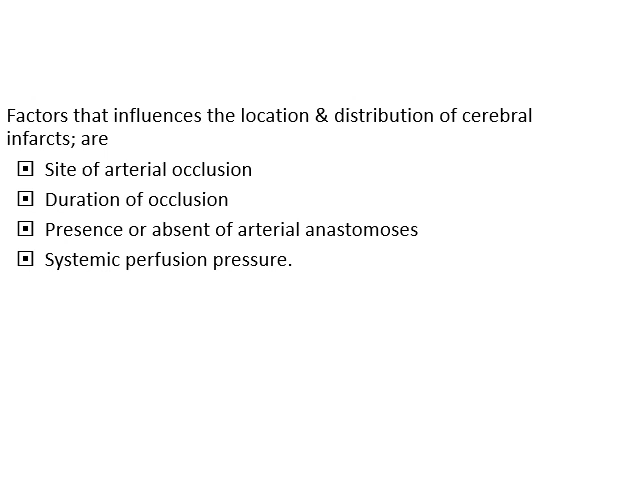 Factors that influences the location & distribution of cerebral
infarcts; are
Site of arterial occlusion
Duration of occlusion
Presence or absent of arterial anastomoses
Systemic perfusion pressure.